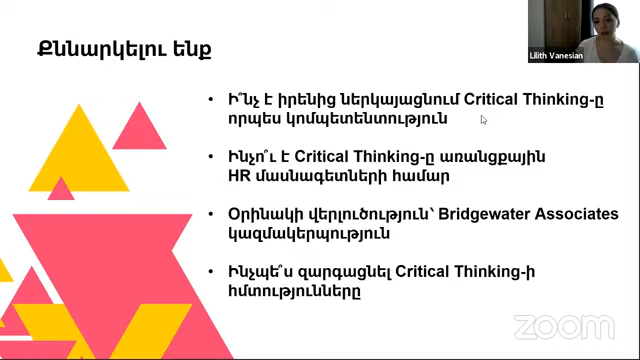 Քննարկելու ենք
Lilith Vanesian
• Ի՞նչ է իրենից ներկայացնում Critical Thinking-ը
որպես կոմպետենտություն
• Ինչո՞ւ է Critical Thinking-ը առանցքային
HR մասնագետների համար
• Օրինակի վերլուծություն՝ Bridgewater Associates
կազմակերպություն
• Ինչպե՞ս զարգացնել Critical Thinking-ի
հմտությունները
zoom